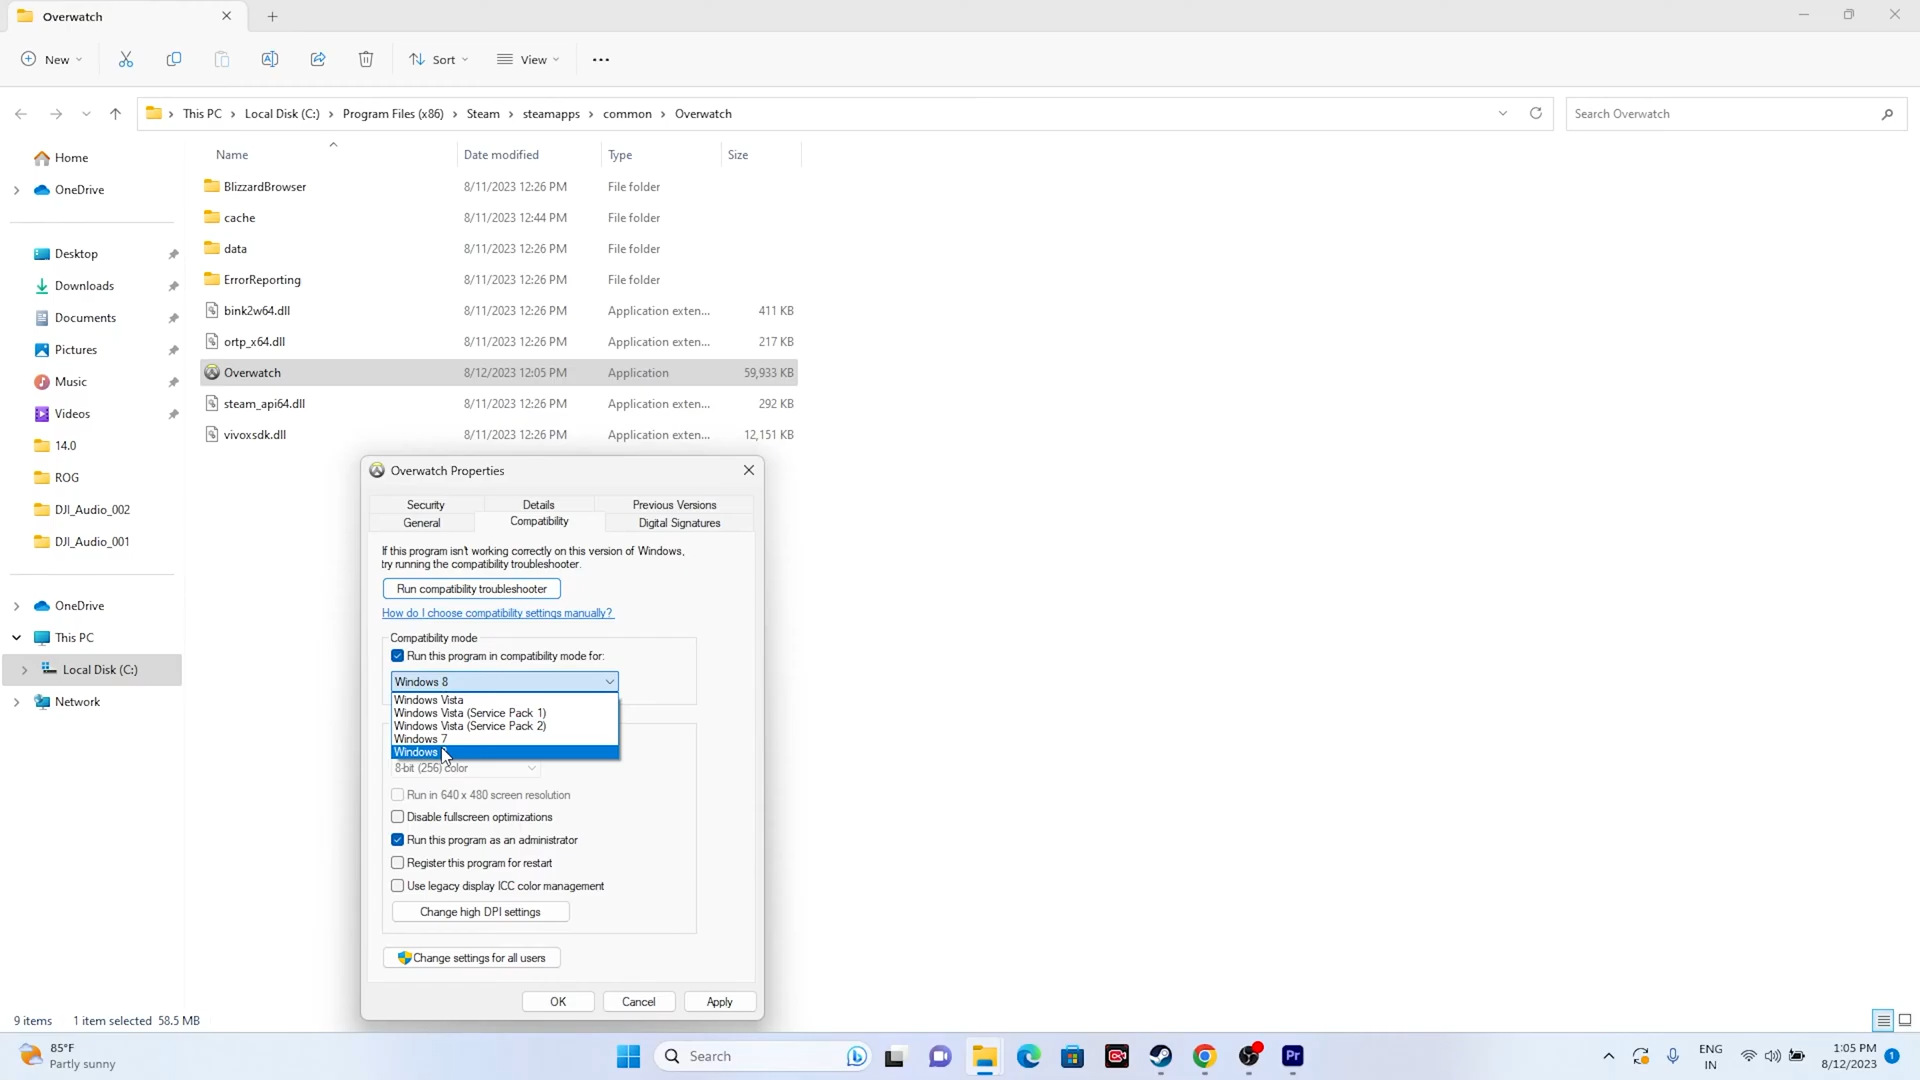 Overwatch
New
Sort
View
This PC > Local Disk (C:) > Program Files (x86) > Steam > steamapps > common > Overwatch
Search Overwatch
Name Date modified Type Size
Home
OneDrive
Desktop
Downloads
Documents
Pictures
Music
Videos
14.0
ROG
DJI_Audio_002
DJI_Audio_001
OneDrive
This PC
Local Disk (C:)
Network
BlizzardBrowser 8/11/2023 12:26 PM File folder
cache 8/11/2023 12:44 PM File folder
data 8/11/2023 12:26 PM File folder
ErrorReporting 8/11/2023 12:26 PM File folder
bink2w64.dll 8/11/2023 12:26 PM Application exten... 411 KB
ortp_x64.dll 8/11/2023 12:26 PM Application exten... 217 KB
Overwatch 8/12/2023 12:05 PM Application 59,933 KB
steam_api64.dll 8/11/2023 12:26 PM Application exten... 292 KB
vivoxsdk.dll 8/11/2023 12:26 PM Application exten... 12,151 KB
Overwatch Properties
Security Details Previous Versions
General Compatibility Digital Signatures
If this program isn't working correctly on this version of Windows,
try running the compatibility troubleshooter.
Run compatibility troubleshooter
How do I choose compatibility settings manually?
Compatibility mode
Run this program in compatibility mode for:
Windows 8
Windows Vista
Windows Vista (Service Pack 1)
Windows Vista (Service Pack 2)
Windows 7
Windows
8-bit (256) color
Run in 640 x 480 screen resolution
Disable fullscreen optimizations
Run this program as an administrator
Register this program for restart
Use legacy display ICC color management
Change high DPI settings
Change settings for all users
OK Cancel Apply
9 items 1 item selected 58.5 MB
85°F
Partly sunny
Search
Pr
ENG
IN
1:05 PM
8/12/2023
1